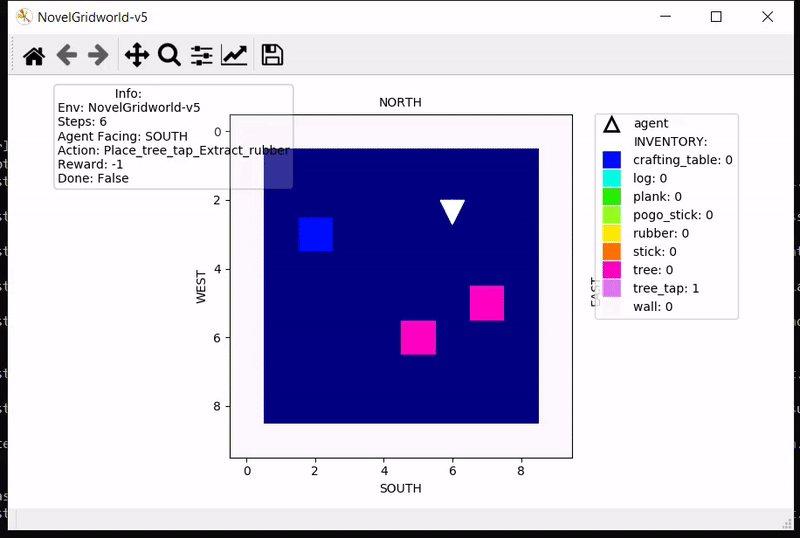 NovelGridworld-v5
Info:
Env: NovelGridworld-v5
Steps: 6
Agent Facing: SOUTH
Action: Place_tree_tap_Extract_rubber
Reward: -1
Done: False
NORTH
WEST
EAST
SOUTH
0
2
4
6
8
0 2 4 6 8
agent
INVENTORY:
crafting_table: 0
log: 0
plank: 0
pogo_stick: 0
rubber: 0
stick: 0
tree: 0
tree_tap: 1
wall: 0